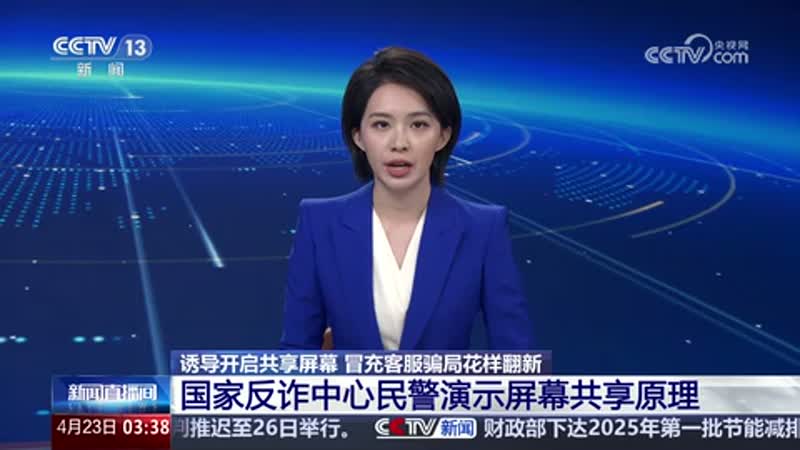 CCTV 13
新闻
CCTV 央视网
com
诱导开启共享屏幕 冒充客服骗局花样翻新
新闻直播间
国家反诈中心民警演示屏幕共享原理
4月23日 03:38
推迟至26日举行。 CCTV 新闻 财政部下达2025年第一批节能减排